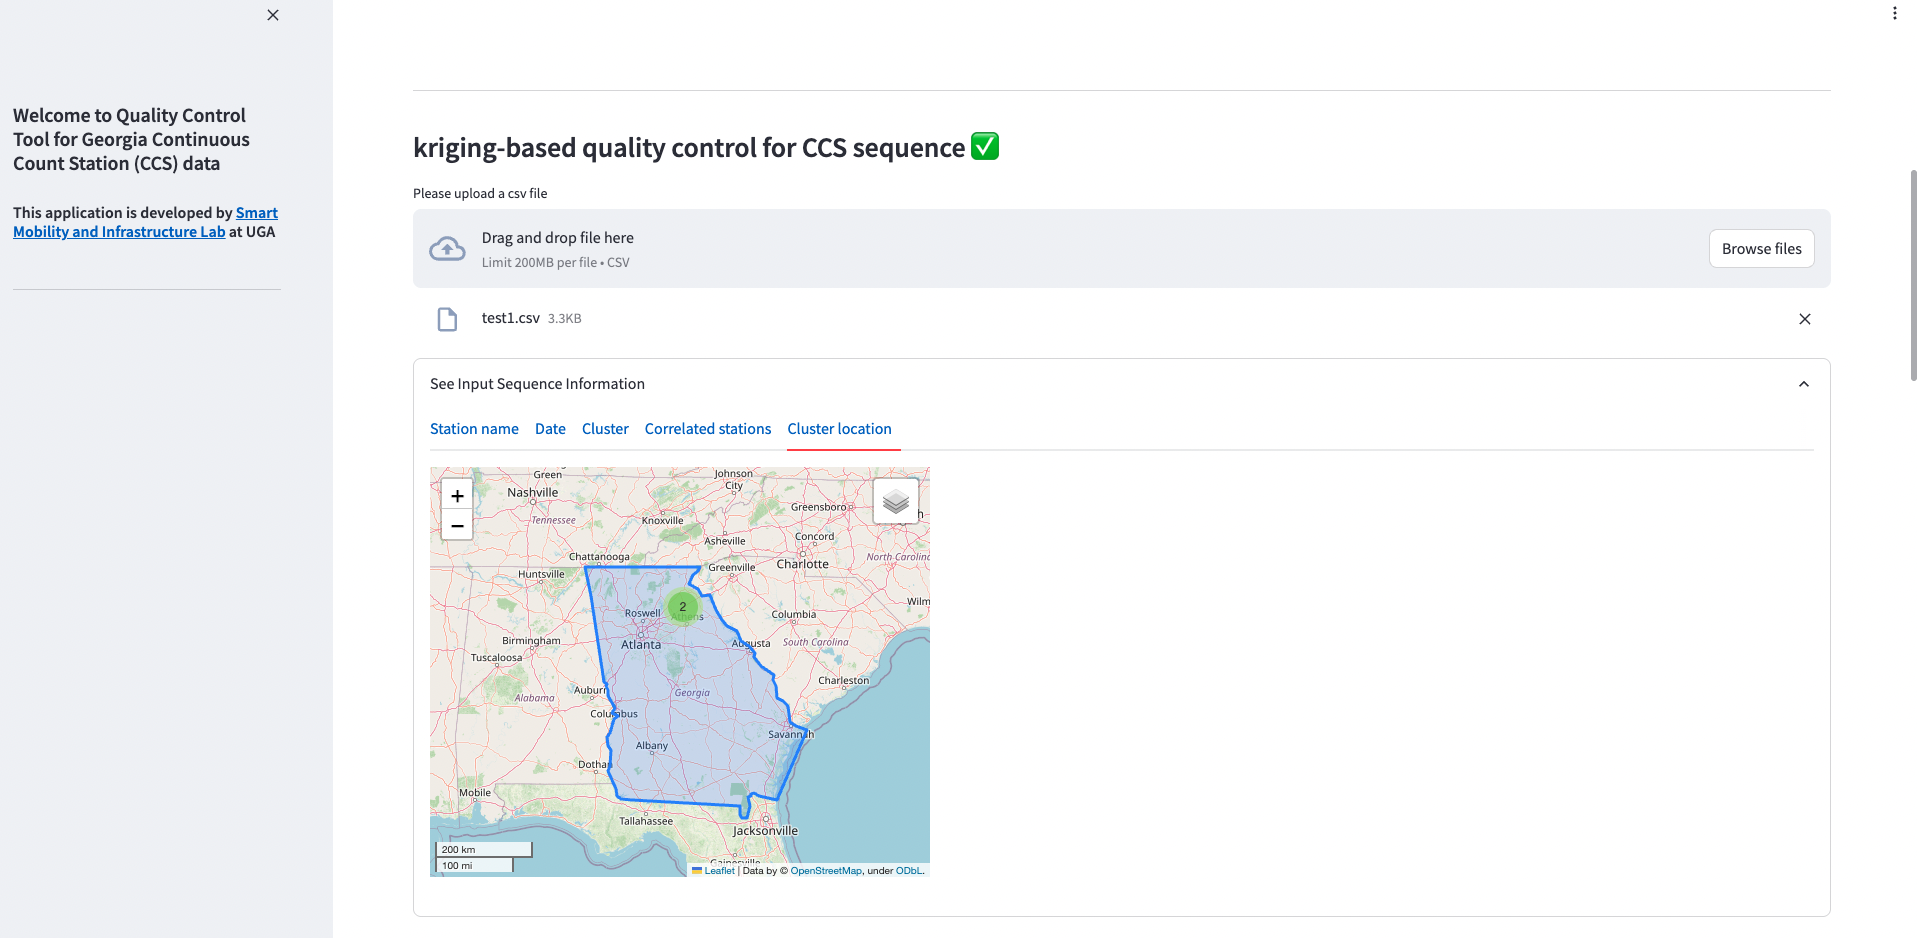 Welcome to Quality Control
Tool for Georgia Continuous
Count Station (CCS) data
This application is developed by Smart
Mobility and Infrastructure Lab at UGA
kriging-based quality control for CCS sequence
Please upload a csv file
Drag and drop file here
Limit 200MB per file • CSV
Browse files
test1.csv 3.3KB
See Input Sequence Information
Station name Date Cluster Correlated stations Cluster location
+
−
Green
Johnson
City
Nashville
Greensboro
Tennessee
Knoxville
Asheville
Concord
Chattanooga
North Carolina
Huntsville
Greenville
Charlotte
2
Roswell
Athens
Wilm
Columbia
Birmingham
Atlanta
Augusta
South Carolina
Tuscaloosa
Charleston
Auburn
Georgia
Alabama
Columbus
Savannah
Albany
Dothan
Mobile
Tallahassee
Jacksonville
Gainesville
200 km
100 mi
Leaflet | Data by © OpenStreetMap, under ODbL.